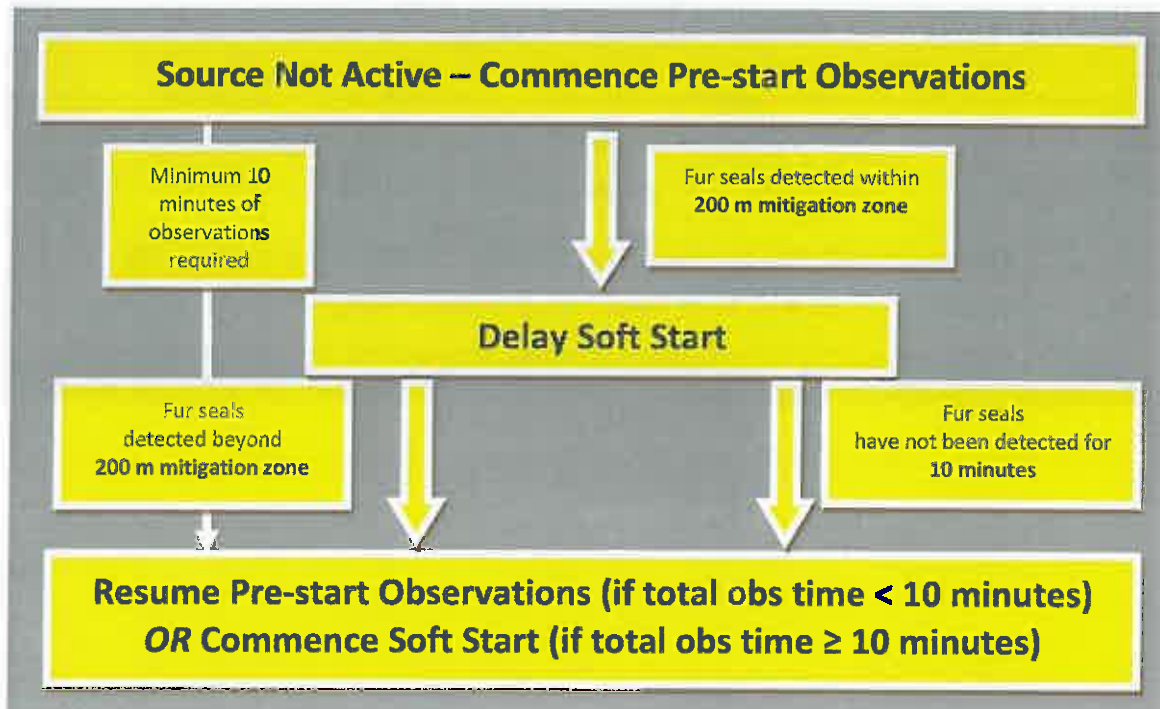 Source Not Active – Commence Pre-start Observations
Minimum 10
minutes of
observations
required
Fur seals detected within
200 m mitigation zone
Delay Soft Start
Fur seals
detected beyond
200 m mitigation zone
Fur seals
have not been detected for
10 minutes
Resume Pre-start Observations (if total obs time < 10 minutes)
OR Commence Soft Start (if total obs time ≥ 10 minutes)